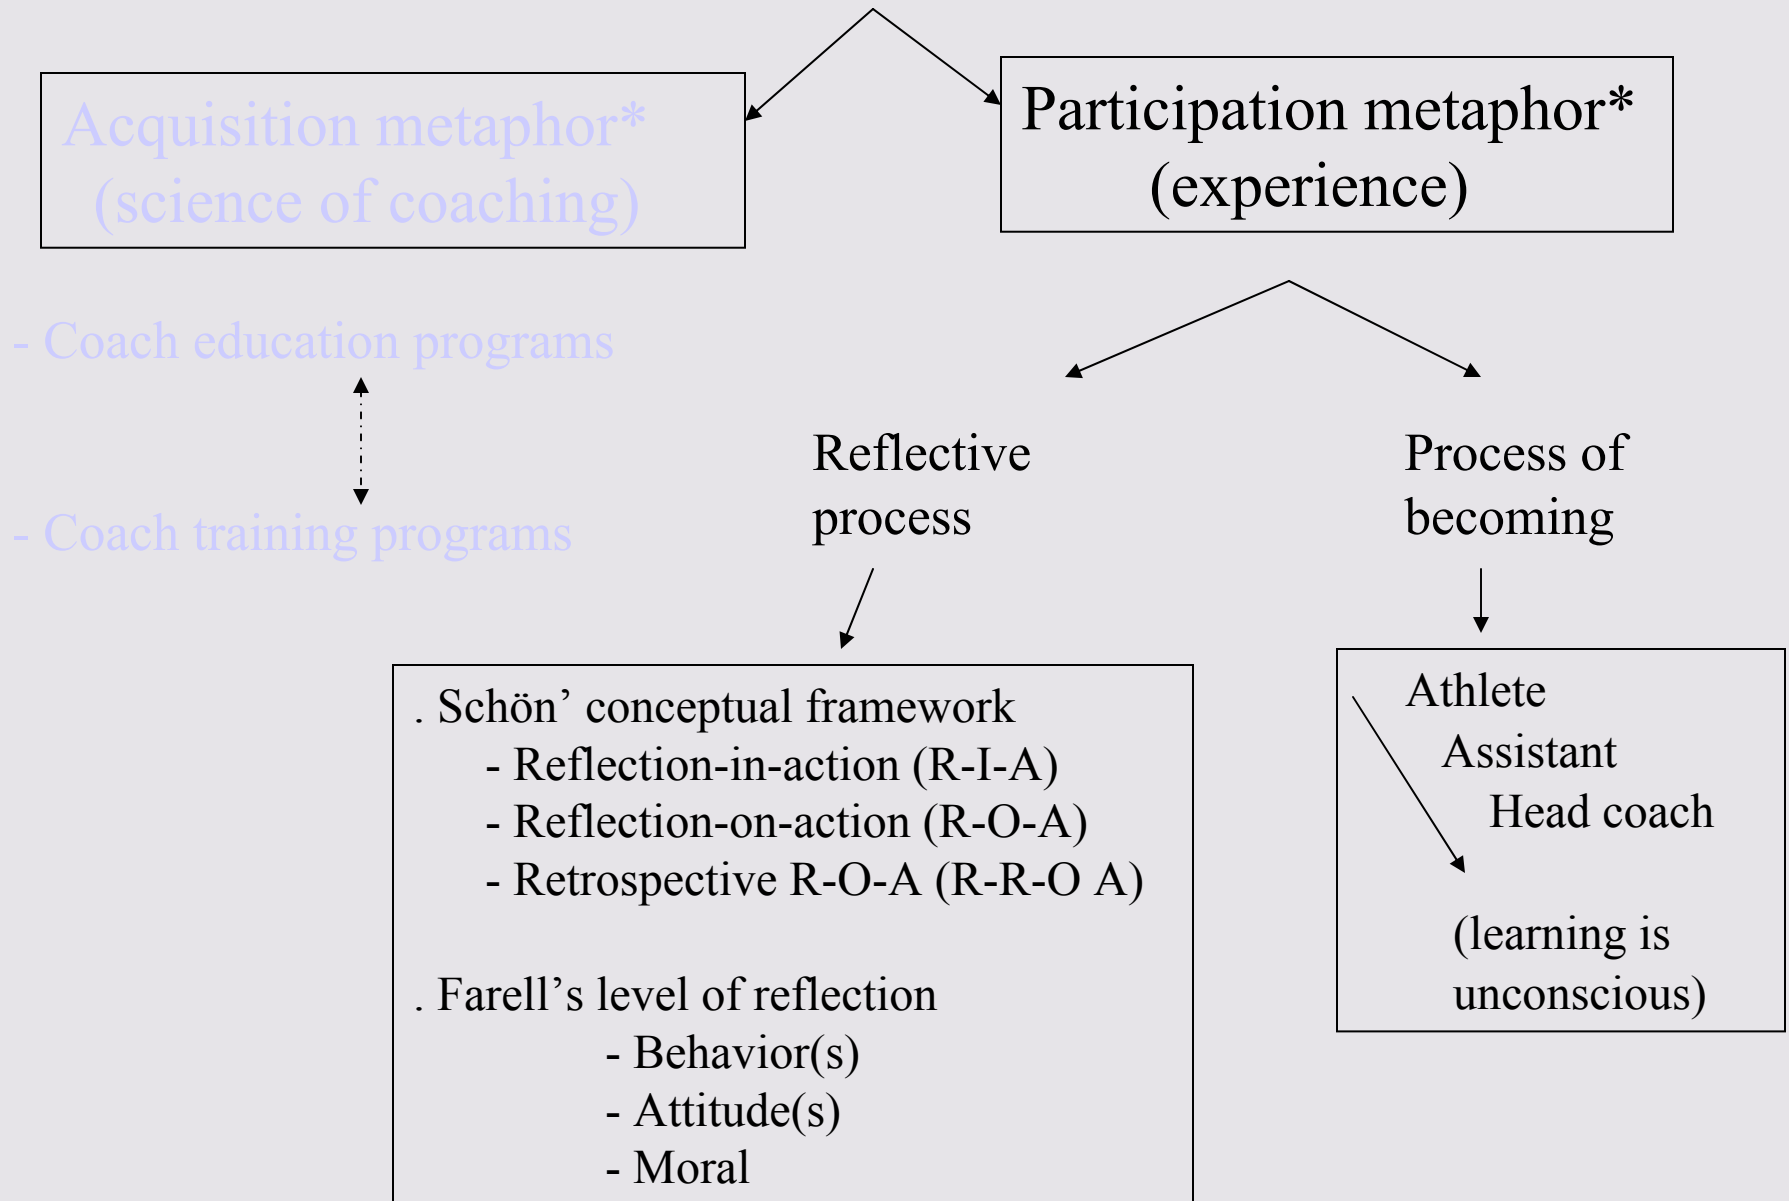 Acquisition metaphor*
(science of coaching)
Participation metaphor*
(experience)
- Coach education programs
- Coach training programs
Reflective
process
Process of
becoming
. Schön’ conceptual framework
- Reflection-in-action (R-I-A)
- Reflection-on-action (R-O-A)
- Retrospective R-O-A (R-R-O A)
. Farell’s level of reflection
- Behavior(s)
- Attitude(s)
- Moral
Athlete
Assistant
Head coach
(learning is
unconscious)